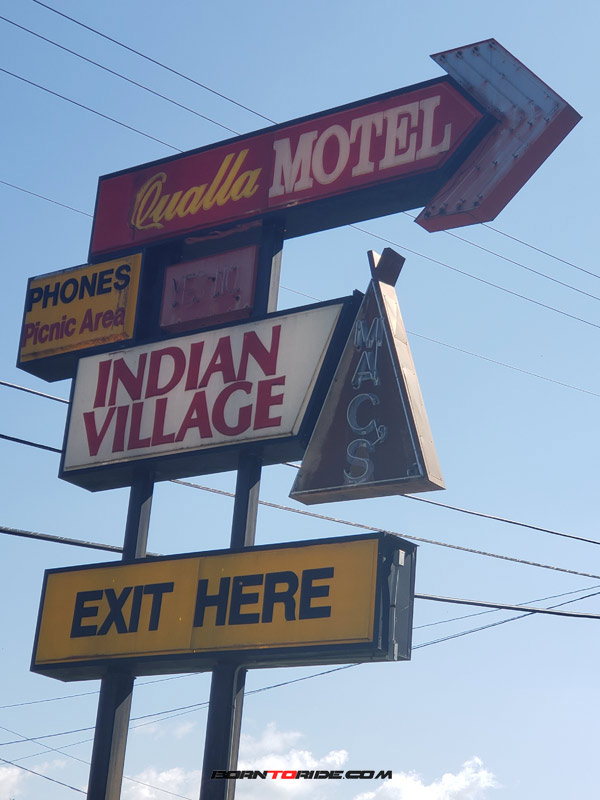 Qualla MOTEL
PHONES
Picnic Area
INDIAN
VILLAGE
MAC'S
EXIT HERE
BORNTORIDE.COM